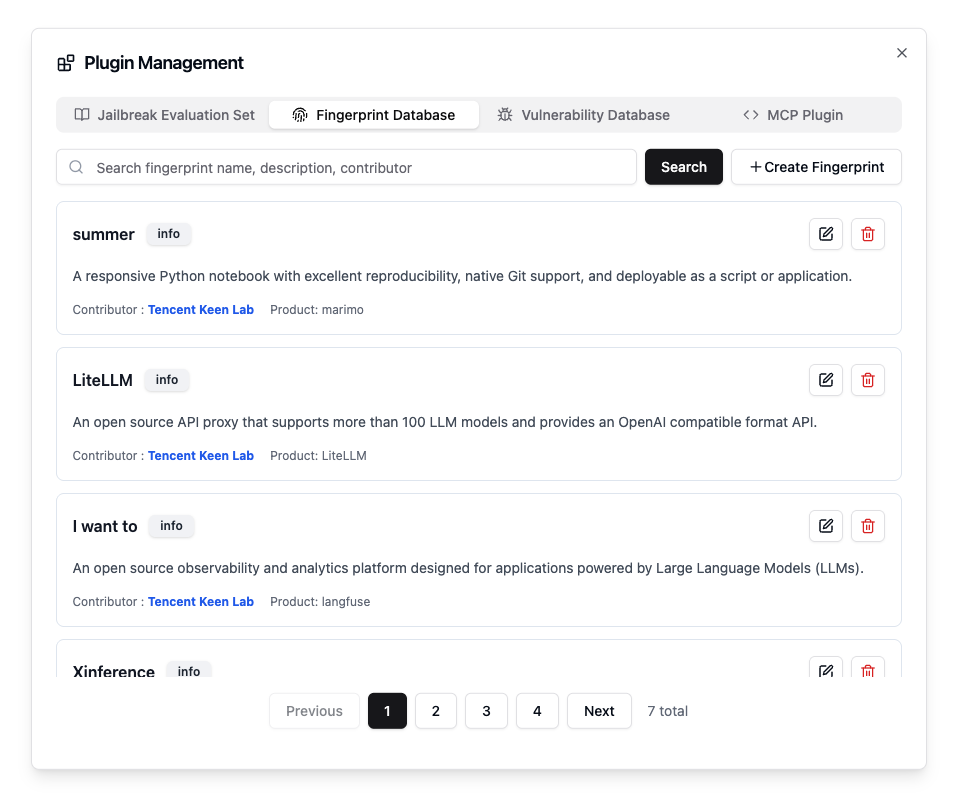 Plugin Management
Jailbreak Evaluation Set
Fingerprint Database
Vulnerability Database
MCP Plugin
Search fingerprint name, description, contributor
Search
+ Create Fingerprint
summer info
A responsive Python notebook with excellent reproducibility, native Git support, and deployable as a script or application.
Contributor : Tencent Keen Lab Product: marimo
LiteLLM info
An open source API proxy that supports more than 100 LLM models and provides an OpenAI compatible format API.
Contributor : Tencent Keen Lab Product: LiteLLM
I want to info
An open source observability and analytics platform designed for applications powered by Large Language Models (LLMs).
Contributor : Tencent Keen Lab Product: langfuse
Xinference info
Previous 1 2 3 4 Next 7 total